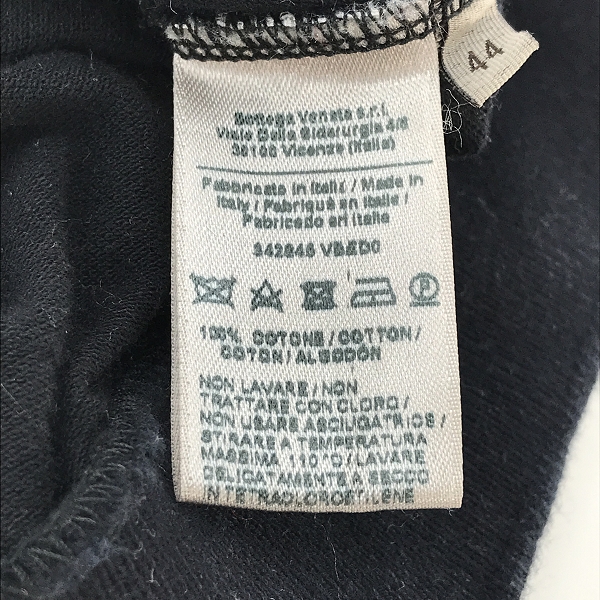 44
Bottega Veneta s.r.l.
Viale Della Siderurgia 4/6
36100 Vicenza (Italia)
Fabbricato in Italia / Made in
Italy / Fabriqué en Italie /
Fabricado en Italia
342846
100% COTONE / COTTON /
COTON / ALGODON
NON LAVARE / NON
TRATTARE CON CLORO /
NON USARE ASCIUGATRICE /
STIRARE A TEMPERATURA
MASSIMA 110°C / LAVARE
DELICATAMENTE A SECCO
IN TETRACLOROETILENE